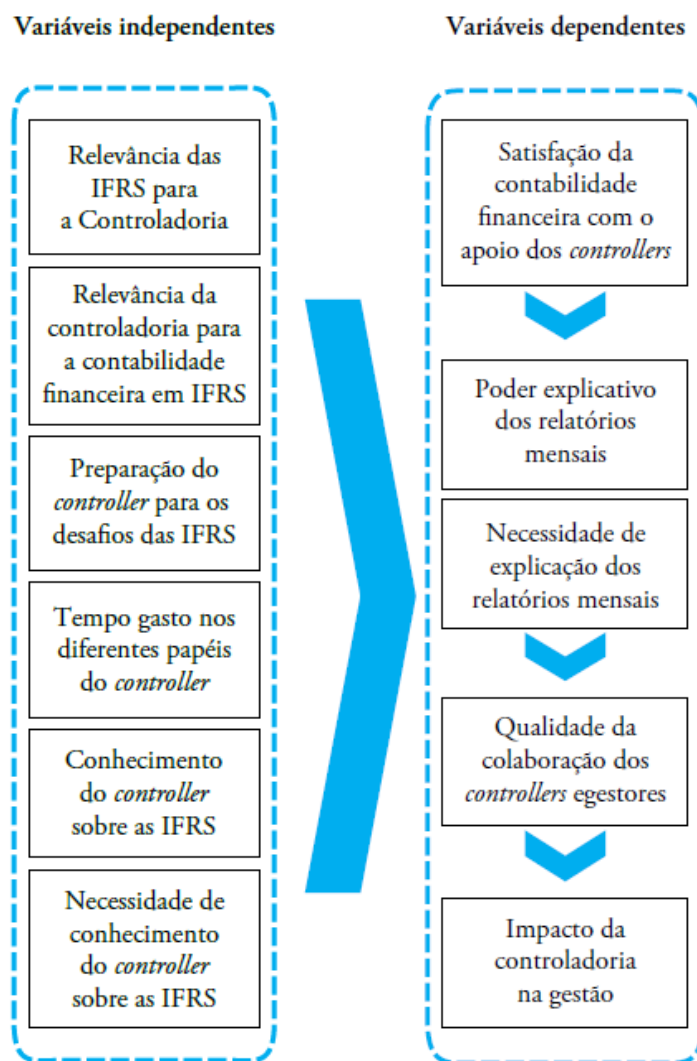 Variáveis independentes
Relevância das
IFRS para
a Controladoria
Relevância da
controladoria para
a contabilidade
financeira em IFRS
Preparação do
controller para os
desafios das IFRS
Tempo gasto nos
diferentes papéis
do controller
Conhecimento
do controller
sobre as IFRS
Necessidade de
conhecimento
do controller
sobre as IFRS
Variáveis dependentes
Satisfação da
contabilidade
financeira com o
apoio dos controllers
Poder explicativo
dos relatórios
mensais
Necessidade de
explicação dos
relatórios mensais
Qualidade da
colaboração dos
controllers egestores
Impacto da
controladoria
na gestão